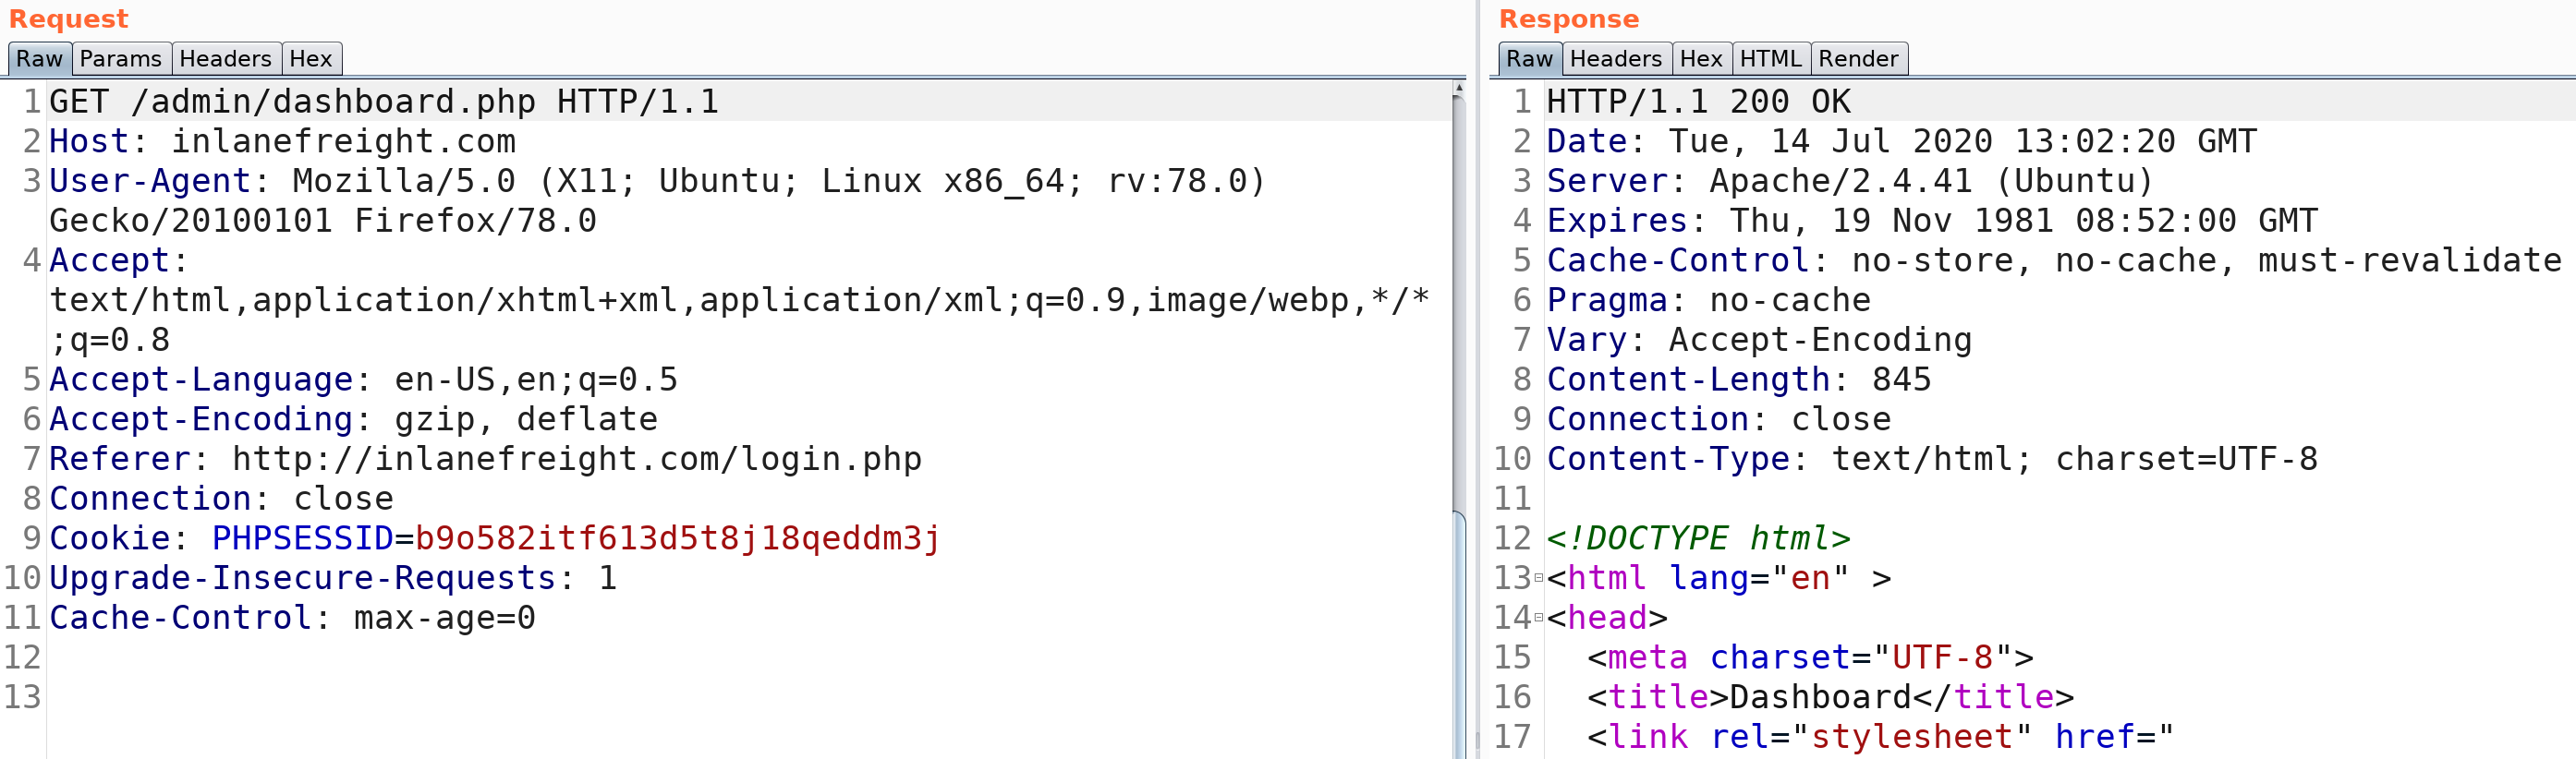 Request
Raw Params Headers Hex
1 GET /admin/dashboard.php HTTP/1.1
2 Host: inlanefreight.com
3 User-Agent: Mozilla/5.0 (X11; Ubuntu; Linux x86_64; rv:78.0)
Gecko/20100101 Firefox/78.0
4 Accept:
text/html,application/xhtml+xml,application/xml;q=0.9,image/webp,*/*
;q=0.8
5 Accept-Language: en-US,en;q=0.5
6 Accept-Encoding: gzip, deflate
7 Referer: http://inlanefreight.com/login.php
8 Connection: close
9 Cookie: PHPSESSID=b9o582itf613d5t8j18qeddm3j
10 Upgrade-Insecure-Requests: 1
11 Cache-Control: max-age=0
12
13
Response
Raw Headers Hex HTML Render
1 HTTP/1.1 200 OK
2 Date: Tue, 14 Jul 2020 13:02:20 GMT
3 Server: Apache/2.4.41 (Ubuntu)
4 Expires: Thu, 19 Nov 1981 08:52:00 GMT
5 Cache-Control: no-store, no-cache, must-revalidate
6 Pragma: no-cache
7 Vary: Accept-Encoding
8 Content-Length: 845
9 Connection: close
10 Content-Type: text/html; charset=UTF-8
11
12 <!DOCTYPE html>
13 <html lang="en" >
14 <head>
15 <meta charset="UTF-8">
16 <title>Dashboard</title>
17 <link rel="stylesheet" href="